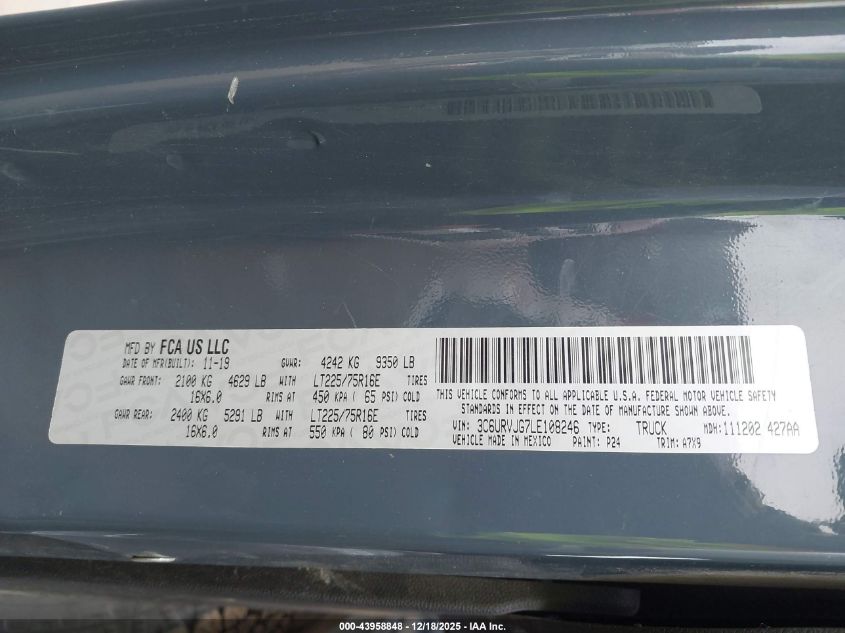 MFD BY FCA US LLC
DATE OF MFR(BUILT): 11-19 GVWR: 4242 KG 9350 LB
GAWR FRONT: 2100 KG 4629 LB WITH LT225/75R16E TIRES
16X6.0 RIMS AT 450 KPA ( 65 PSI) COLD
GAWR REAR: 2400 KG 5291 LB WITH LT225/75R16E TIRES
16X6.0 RIMS AT 550 KPA ( 80 PSI) COLD
THIS VEHICLE CONFORMS TO ALL APPLICABLE U.S.A. FEDERAL MOTOR VEHICLE SAFETY
STANDARDS IN EFFECT ON THE DATE OF MANUFACTURE SHOWN ABOVE.
VIN: 3C6URVJG7LE108246 TYPE: TRUCK MDH: 111202 427AA
VEHICLE MADE IN MEXICO PAINT: P24 TRIM: A7X9
000-43958848 - 12/18/2025 - IAA Inc.